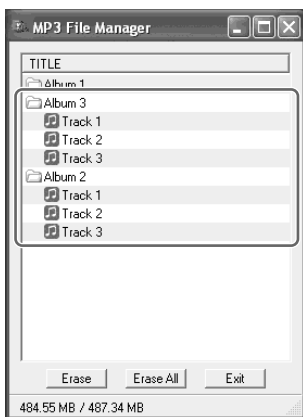 MP3 File Manager
TITLE
Album 1
Album 3
Track 1
Track 2
Track 3
Album 2
Track 1
Track 2
Track 3
Erase Erase All Exit
484.55 MB / 487.34 MB